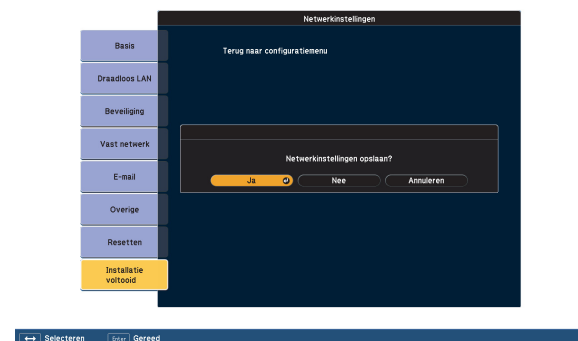 Netwerkinstellingen
Basis
Terug naar configuratiemenu
Draadloos LAN
Beveiliging
Vast netwerk
Netwerkinstellingen opslaan?
E-mail
Ja Nee Annuleren
Overige
Resetten
Installatie
voltooid
Selecteren Enter Gereed